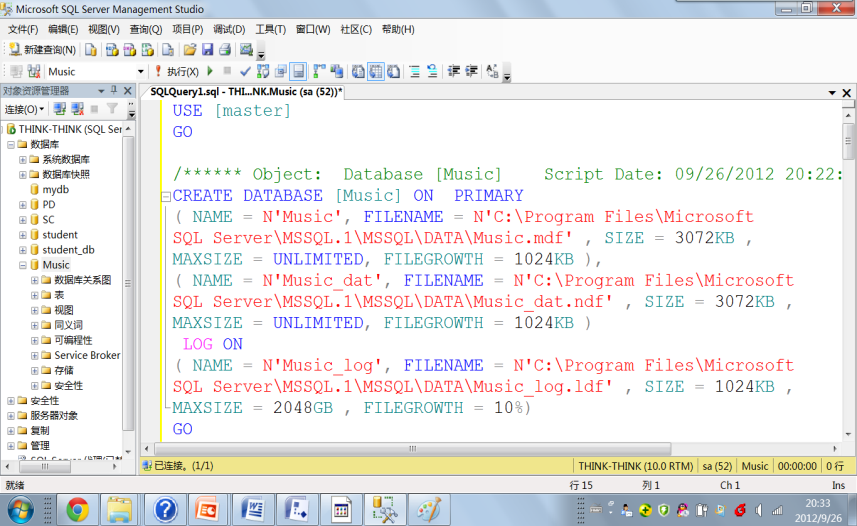 Microsoft SQL Server Management Studio
文件(F) 编辑(E) 视图(V) 查询(Q) 项目(P) 调试(D) 工具(T) 窗口(W) 社区(C) 帮助(H)
新建查询(N)
Music 执行(X)
对象资源管理器
SQLQuery1.sql - THI...NK.Music (sa (52))*
连接(O)
THINK-THINK (SQL Ser
数据库
系统数据库
数据库快照
mydb
PD
SC
student
student_db
Music
数据库关系图
表
视图
同义词
可编程性
Service Broker
存储
安全性
安全性
服务器对象
复制
管理
USE [master]
GO
/****** Object:  Database [Music]    Script Date: 09/26/2012 20:22:
CREATE DATABASE [Music] ON  PRIMARY
( NAME = N'Music', FILENAME = N'C:\Program Files\Microsoft
SQL Server\MSSQL.1\MSSQL\DATA\Music.mdf' , SIZE = 3072KB ,
MAXSIZE = UNLIMITED, FILEGROWTH = 1024KB ),
( NAME = N'Music_dat', FILENAME = N'C:\Program Files\Microsoft
SQL Server\MSSQL.1\MSSQL\DATA\Music_dat.ndf' , SIZE = 3072KB ,
MAXSIZE = UNLIMITED, FILEGROWTH = 1024KB )
LOG ON
( NAME = N'Music_log', FILENAME = N'C:\Program Files\Microsoft
SQL Server\MSSQL.1\MSSQL\DATA\Music_log.ldf' , SIZE = 1024KB ,
MAXSIZE = 2048GB , FILEGROWTH = 10%)
GO
已连接。(1/1) THINK-THINK (10.0 RTM) sa (52) Music 00:00:00 0 行
就绪 行 15 列 1 Ch 1 Ins
20:33
2012/9/26